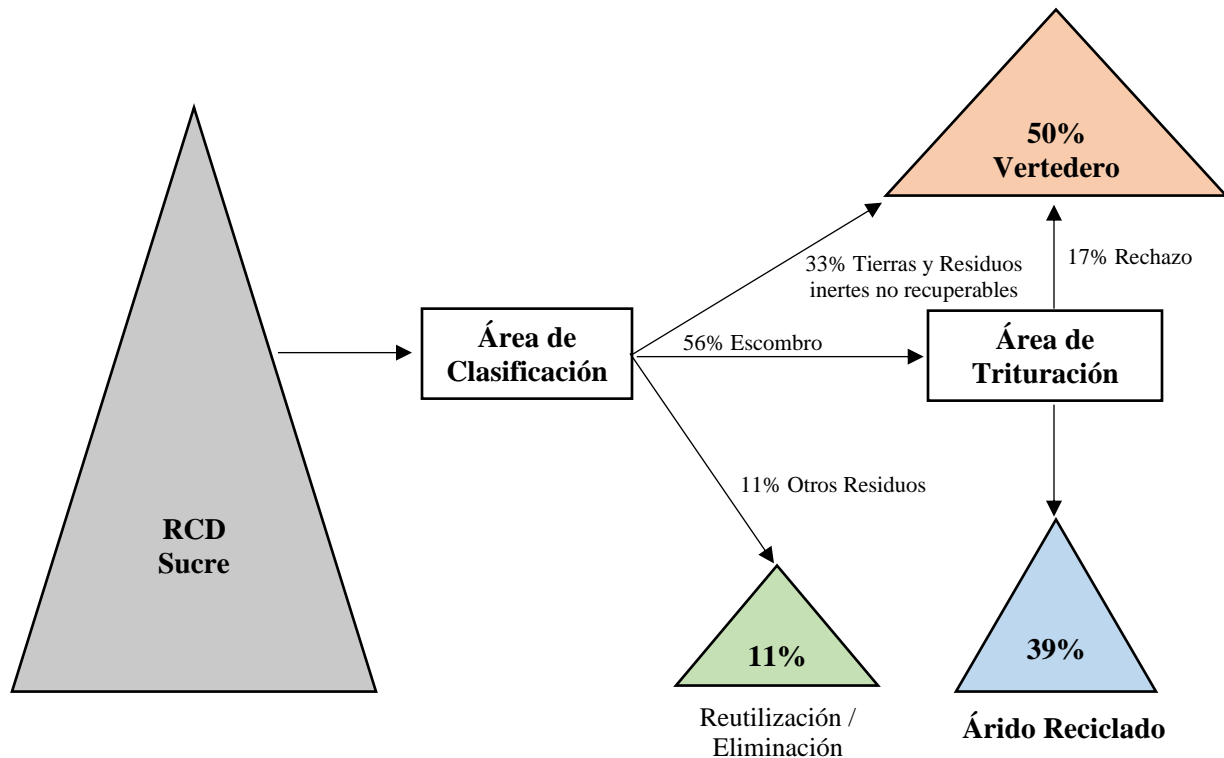 RCD
Sucre
Área de
Clasificación
33% Tierras y Residuos
inertes no recuperables
56% Escombro
11% Otros Residuos
50%
Vertedero
17% Rechazo
Área de
Trituración
11%
Reutilización /
Eliminación
39%
Árido Reciclado